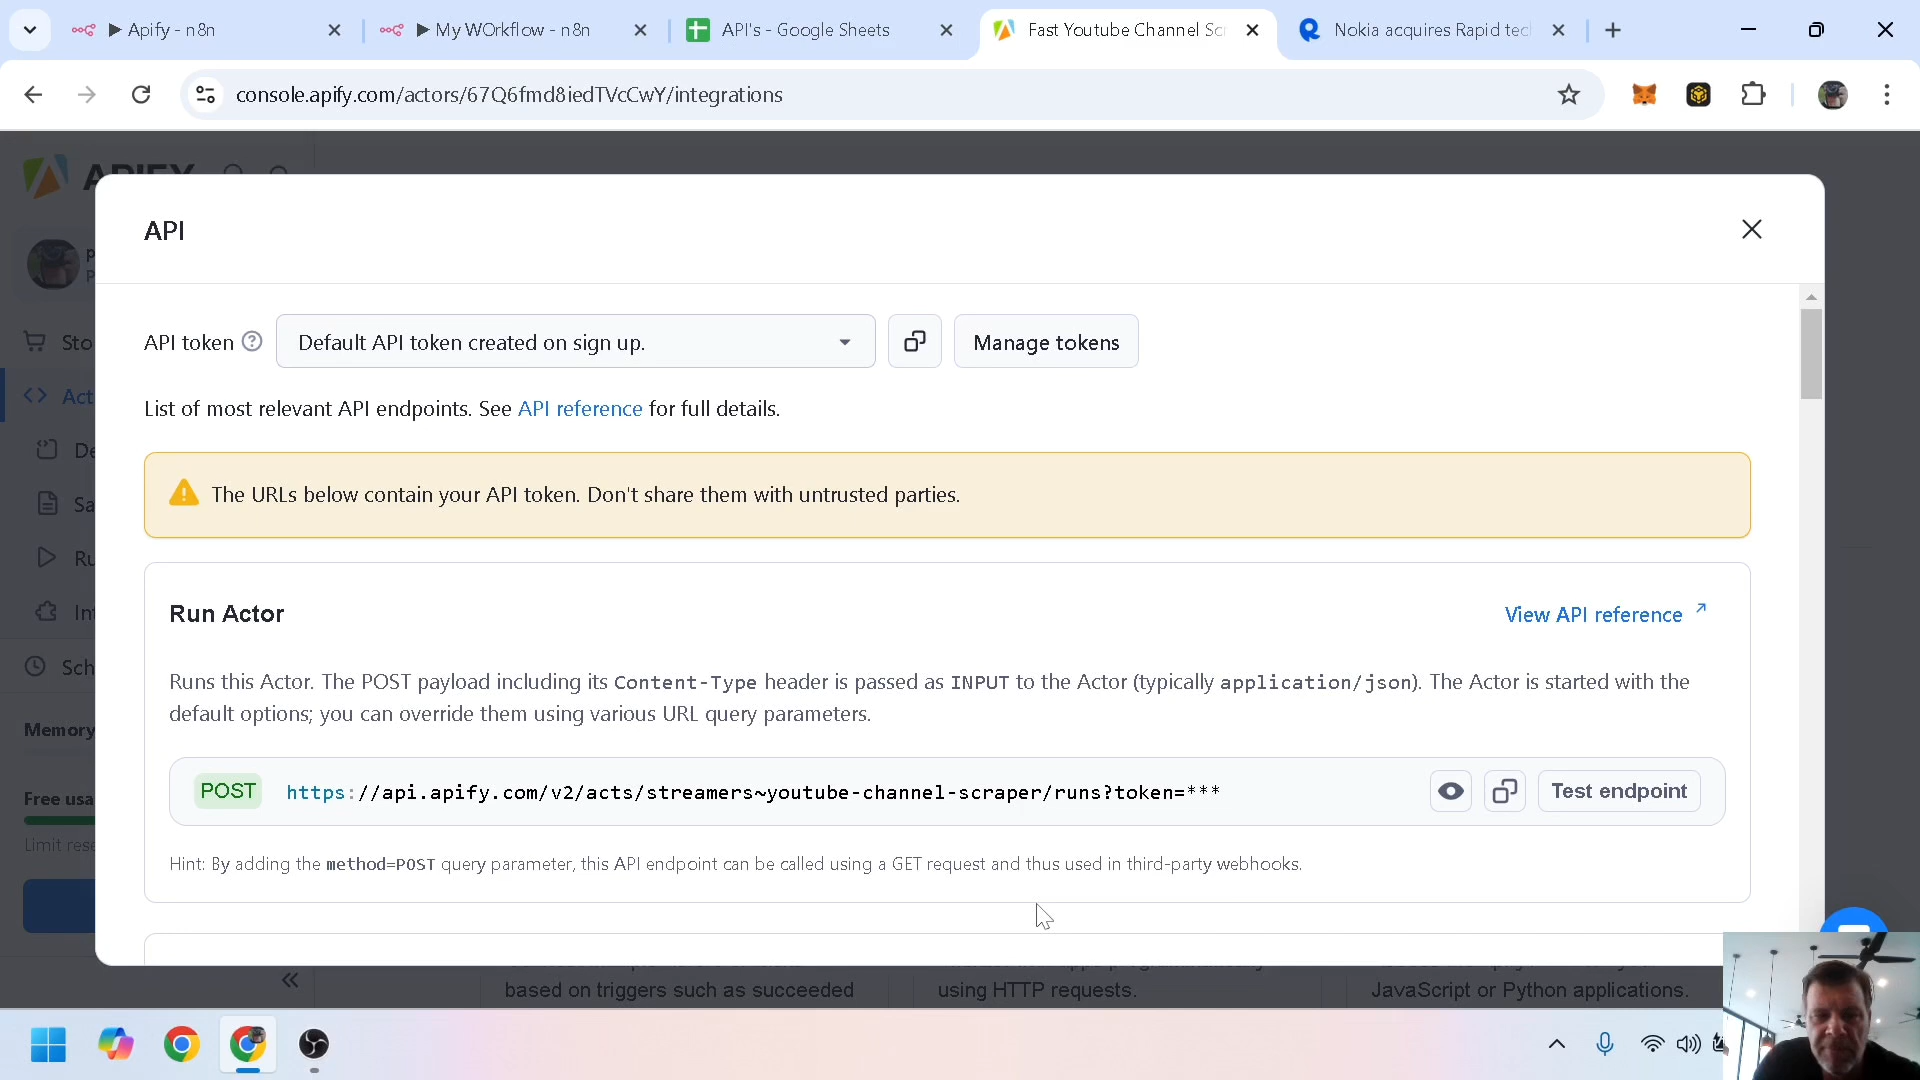 Apify - n8n
My WOrkflow - n8n
API's - Google Sheets
Fast Youtube Channel Scr
Nokia acquires Rapid tech
console.apify.com/actors/67Q6fmd8iedTVcCwY/integrations
APIFY
API
API token
Default API token created on sign up.
Manage tokens
List of most relevant API endpoints. See API reference for full details.
The URLs below contain your API token. Don't share them with untrusted parties.
Run Actor
View API reference
Runs this Actor. The POST payload including its Content-Type header is passed as INPUT to the Actor (typically application/json). The Actor is started with the
default options; you can override them using various URL query parameters.
POST
https://api.apify.com/v2/acts/streamers~youtube-channel-scraper/runs?token=***
Test endpoint
Hint: By adding the method=POST query parameter, this API endpoint can be called using a GET request and thus used in third-party webhooks.
Sto
Act
De
Sa
Ru
Int
Sch
Memory
Free usa
Limit rese
based on triggers such as succeeded
using HTTP requests.
JavaScript or Python applications.